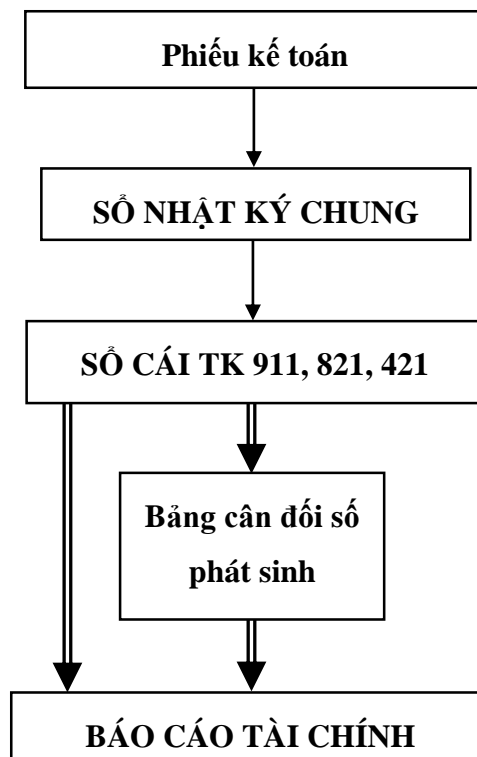 Phiếu kế toán
SỔ NHẬT KÝ CHUNG
SỔ CÁI TK 911, 821, 421
Bảng cân đối số
phát sinh
BÁO CÁO TÀI CHÍNH